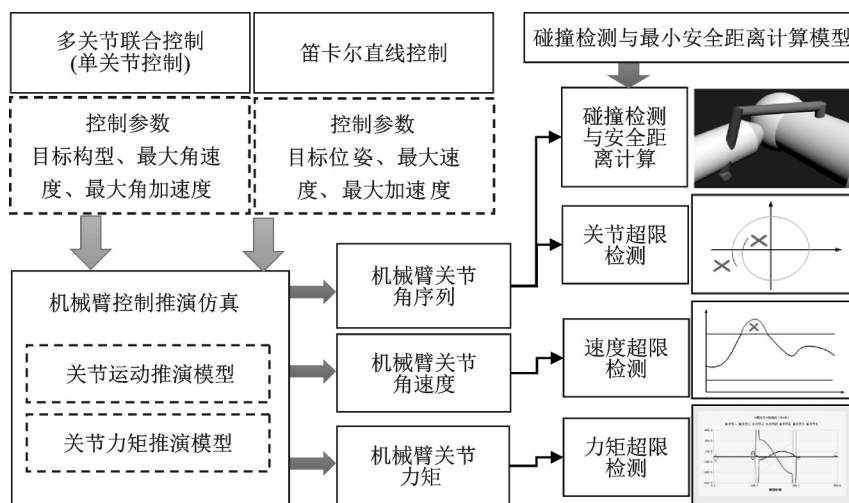 多关节联合控制
(单关节控制)
笛卡尔直线控制
碰撞检测与最小安全距离计算模型
控制参数
目标构型、最大角速
度、最大角加速度
控制参数
目标位姿、最大速
度、最大加速度
碰撞检测
与安全距
离计算
关节超限
检测
机械臂控制推演仿真
关节运动推演模型
关节力矩推演模型
机械臂关节
角序列
机械臂关节
角速度
机械臂关节
力矩
速度超限
检测
力矩超限
检测